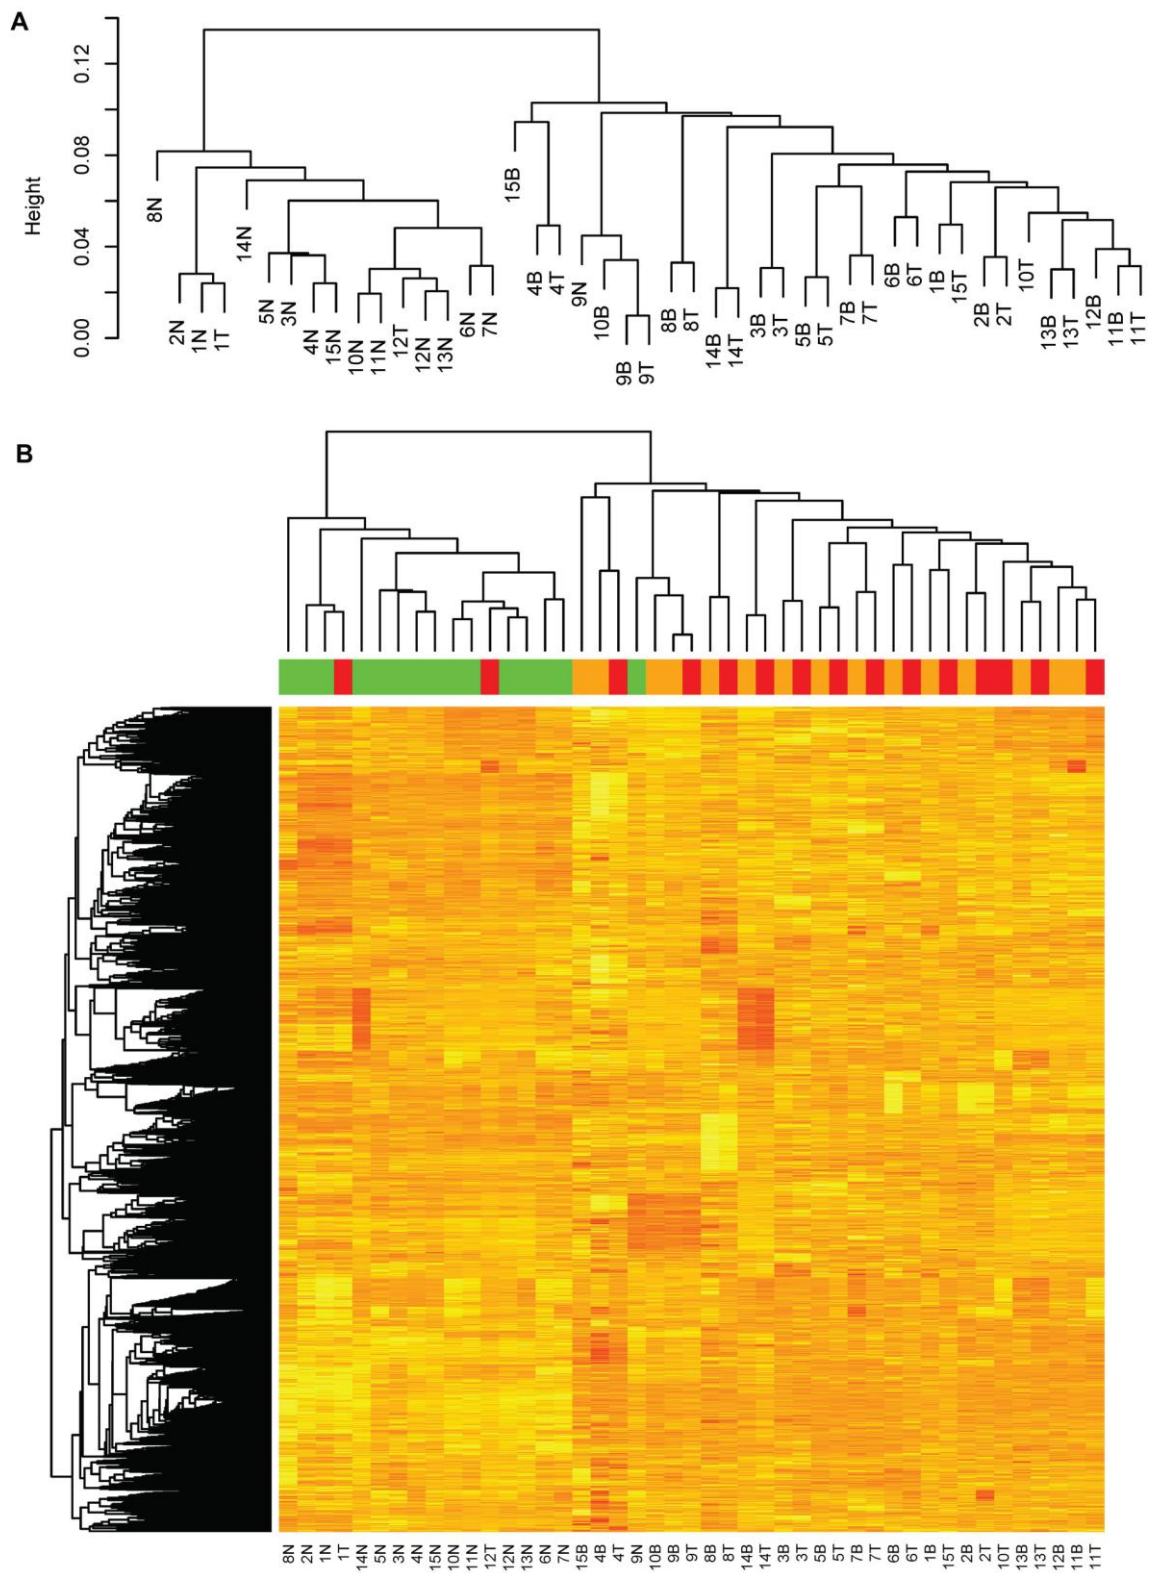 A
Height
0.12
0.08
0.04
0.00
8N
2N
1N
1T
14N
5N
3N
4N
15N
10N
11N
12T
12N
13N
6N
7N
15B
4B
4T
9N
10B
9B
9T
8B
8T
14B
14T
3B
3T
5B
5T
7B
7T
6B
6T
1B
15T
2B
2T
10T
13B
13T
12B
11B
11T
B
8N 2N 1N 1T 14N 5N 3N 4N 15N 10N 11N 12T 12N 13N 6N 7N 15B 4B 4T 9N 10B 9B 9T 8B 8T 14B 14T 3B 3T 5B 5T 7B 7T 6B 6T 1B 15T 2B 2T 10T 13B 13T 12B 11B 11T